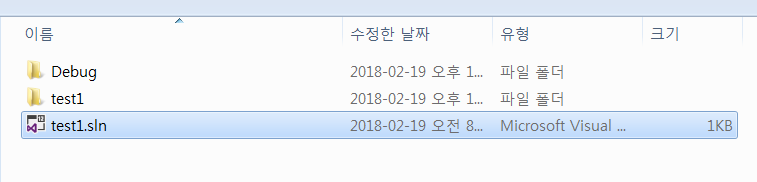 이름 수정한 날짜 유형 크기
Debug 2018-02-19 오후 1... 파일 폴더
test1 2018-02-19 오후 1... 파일 폴더
test1.sln 2018-02-19 오전 8... Microsoft Visual ... 1KB